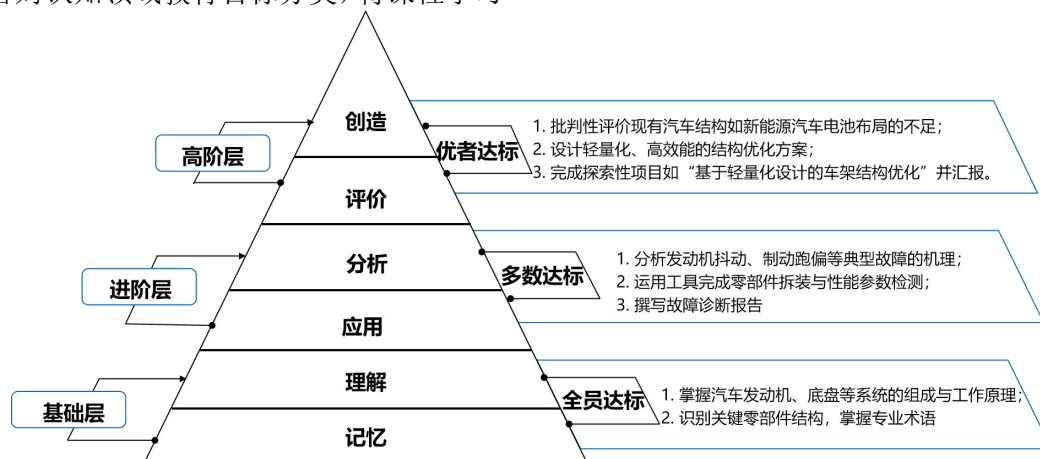 创造
高阶层
优者达标
1. 批判性评价现有汽车结构如新能源汽车电池布局的不足；
2. 设计轻量化、高效能的结构优化方案；
3. 完成探索性项目如“基于轻量化设计的车架结构优化”并汇报。
评价
分析
进阶层
多数达标
1. 分析发动机抖动、制动跑偏等典型故障的机理；
2. 运用工具完成零部件拆装与性能参数检测；
3. 撰写故障诊断报告
应用
理解
基础层
全员达标
1. 掌握汽车发动机、底盘等系统的组成与工作原理；
2. 识别关键零部件结构，掌握专业术语
记忆